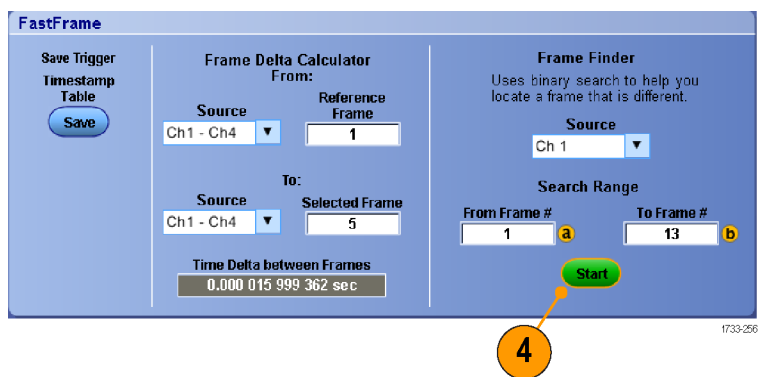 FastFrame
Save Trigger
Timestamp
Table
Save
Frame Delta Calculator
From:
Source
Reference
Frame
Ch1 - Ch4
1
To:
Source
Selected Frame
Ch1 - Ch4
5
Time Delta between Frames
0.000 015 999 362 sec
Frame Finder
Uses binary search to help you
locate a frame that is different.
Source
Ch 1
Search Range
From Frame #
To Frame #
1
a
13
b
Start
4
1733-256